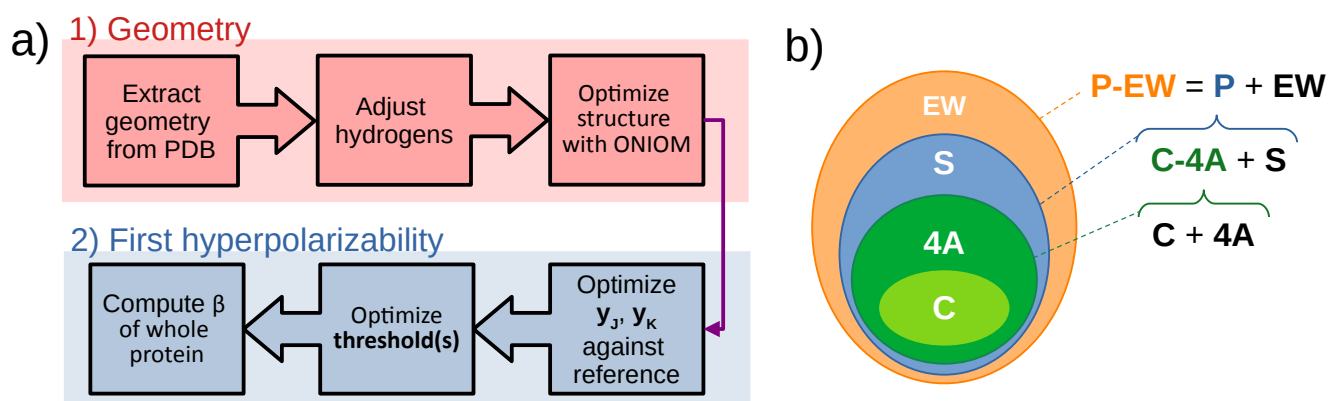 a)
1) Geometry
Extract
geometry
from PDB
Adjust
hydrogens
Optimize
structure
with ONIOM
2) First hyperpolarizability
Compute β
of whole
protein
Optimize
threshold(s)
Optimize
yJ, yK
against
reference
b)
EW
S
4A
C
P-EW = P + EW
C-4A + S
C + 4A